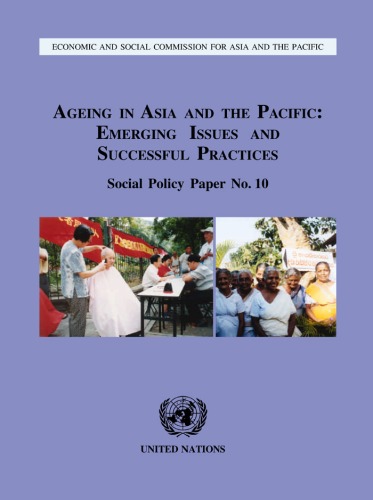 ECONOMIC AND SOCIAL COMMISSION FOR ASIA AND THE PACIFIC
AGEING IN ASIA AND THE PACIFIC:
EMERGING ISSUES AND
SUCCESSFUL PRACTICES
Social Policy Paper No. 10
UNITED NATIONS